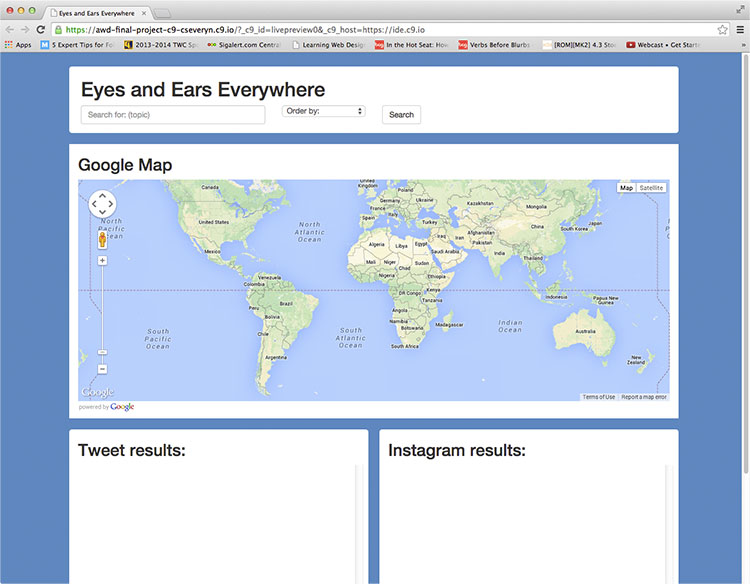 Eyes and Ears Everywhere
https://awd-final-project-c9-cseveryn.c9.io/?_c9_id=livepreview0&_c9_host=https://ide.c9.io
Apps 5 Expert Tips for Fol 2013-2014 TWC Sp Sigalert.com Central Learning Web Design In the Hot Seat: How Verbs Before Blurbs [ROM][MK2] 4.3 Sto Webcast • Get Starte »
Eyes and Ears Everywhere
Search for: (topic) Order by: Search
Google Map
Map Satellite
Canada
United Kingdom
Poland
Germany
Ukraine
France
Kazakhstan
Mongolia
Italy
Spain
Turkey
United States
North Pacific Ocean
North Atlantic Ocean
China
Japan
South Korea
Afghanistan
Iraq
Iran
Pakistan
Algeria
Libya
Egypt
Saudi Arabia
India
Thailand
Mexico
Mali
Niger
Chad
Sudan
Nigeria
Ethiopia
Venezuela
Colombia
DR Congo
Kenya
Tanzania
Indonesia
Papua New Guinea
Brazil
Peru
Bolivia
Angola
Namibia
Botswana
Madagascar
South Pacific Ocean
South Atlantic Ocean
Indian Ocean
Chile
Australia
South Africa
Argentina
New Zealand
Google
Terms of Use Report a map error
powered by Google
Tweet results: Instagram results: